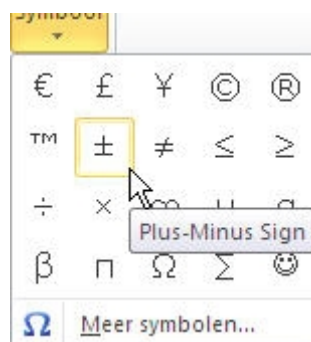 Symbool
€ £ ¥ © ®
™ ± ≠ ≤ ≥
÷ × ∞ µ α
Plus-Minus Sign
β π Ω Σ ☺
Ω Meer symbolen...